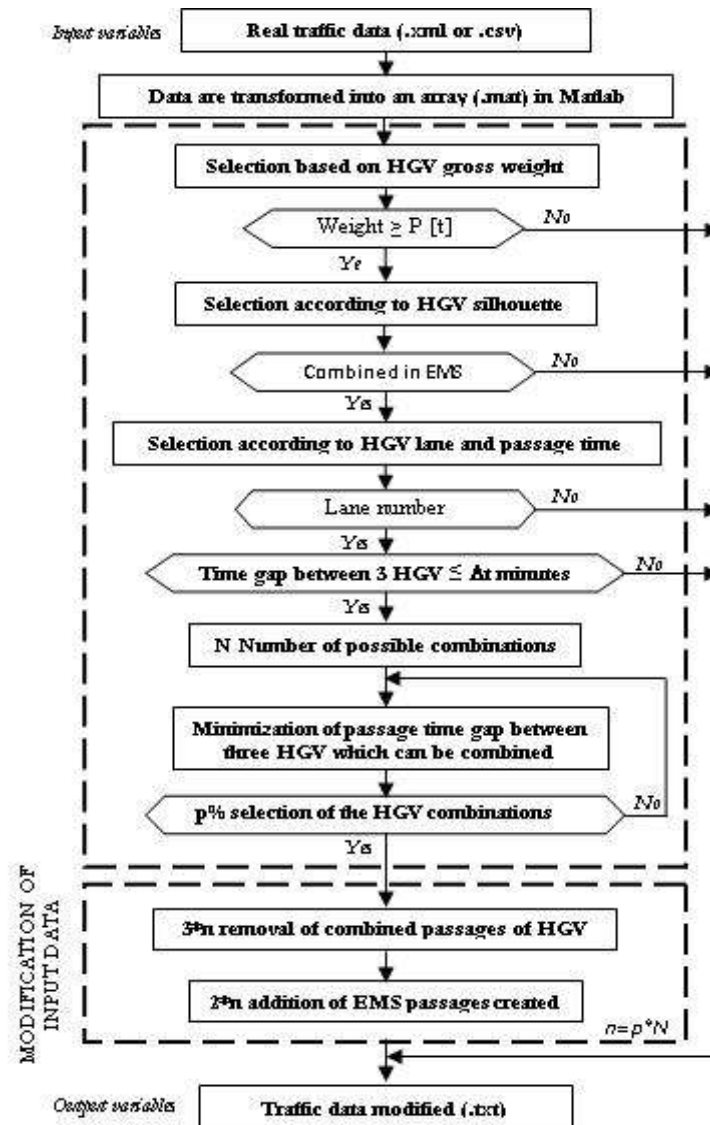 Input variables
Real traffic data (.xml or .csv)
Data are transformed into an array (.mat) in Matlab
Selection based on HGV gross weight
Weight ≥ P [t]
No
Ye
Selection according to HGV silhouette
Combined in EMS
No
Yes
Selection according to HGV lane and passage time
Lane number
No
Yes
Time gap between 3 HGV ≤ Δt minutes
No
Yes
N Number of possible combinations
Minimization of passage time gap between
three HGV which can be combined
p% selection of the HGV combinations
No
Yes
MODIFICATION OF
INPUT DATA
3*n removal of combined passages of HGV
2*n addition of EMS passages created
n=p*N
Output variables
Traffic data modified (.txt)